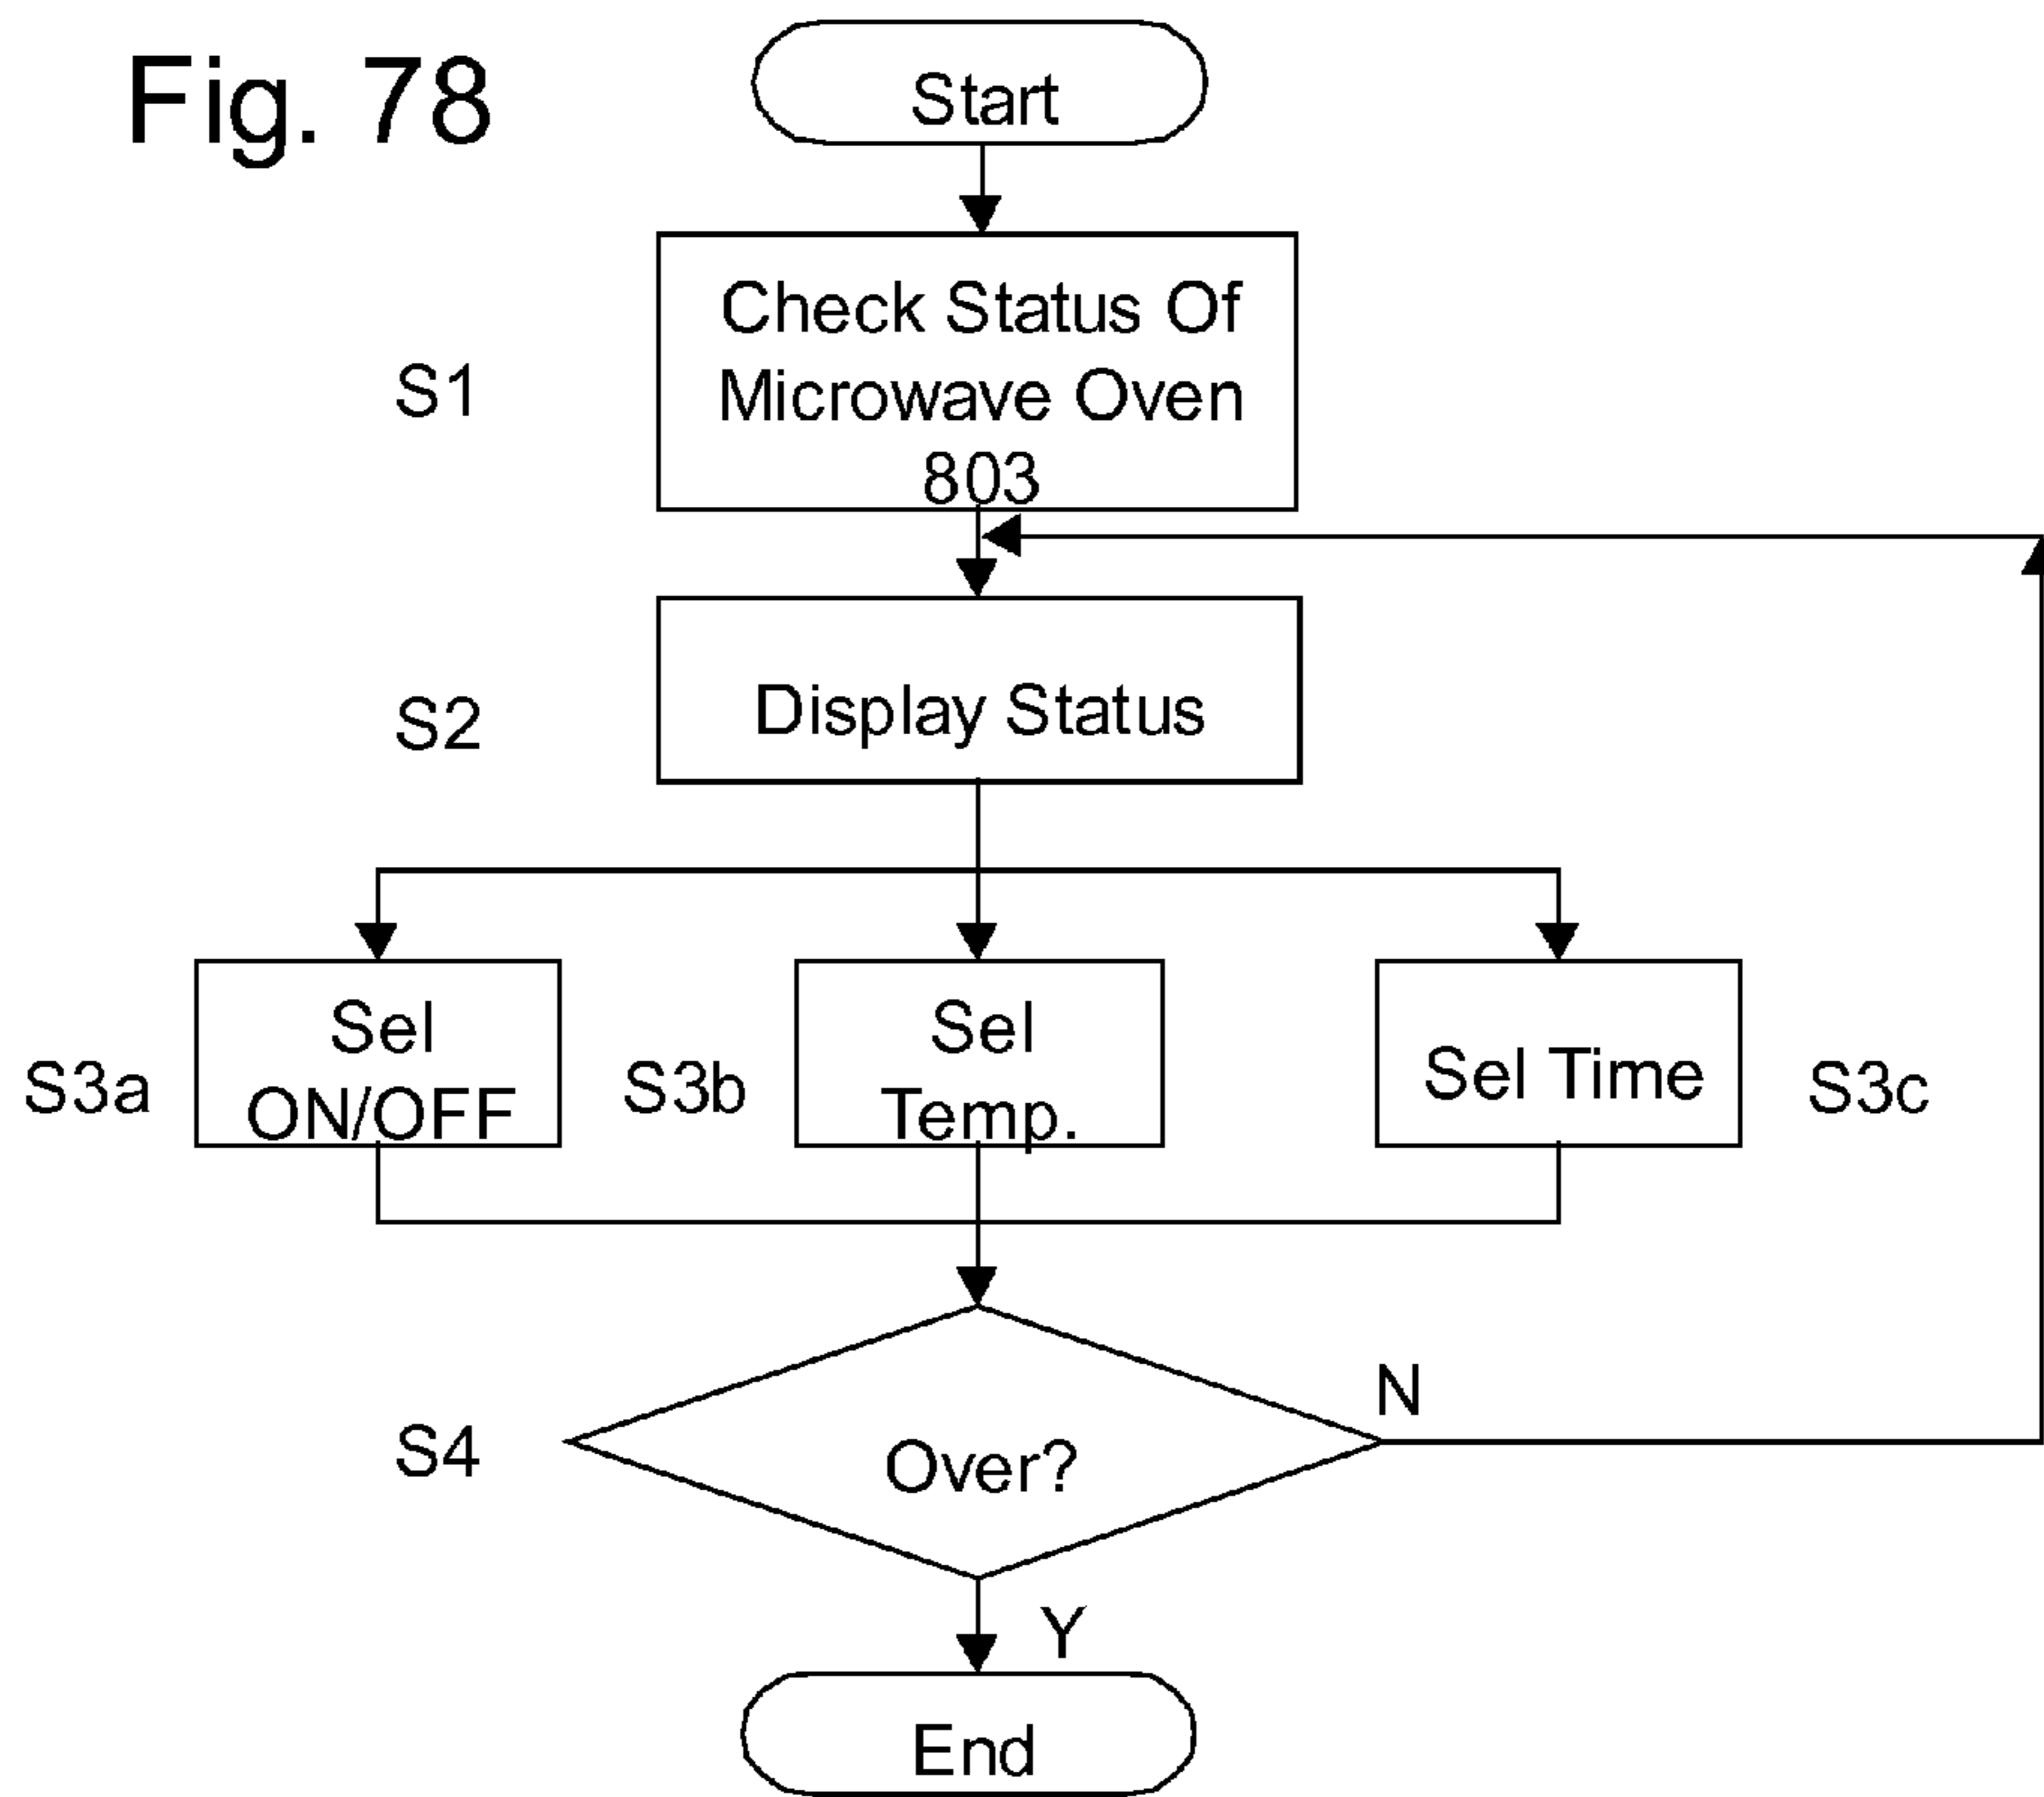 Fig. 78
Start
S1
Check Status Of
Microwave Oven
803
S2
Display Status
S3a
Sel
ON/OFF
S3b
Sel
Temp.
Sel Time
S3c
S4
Over?
N
Y
End